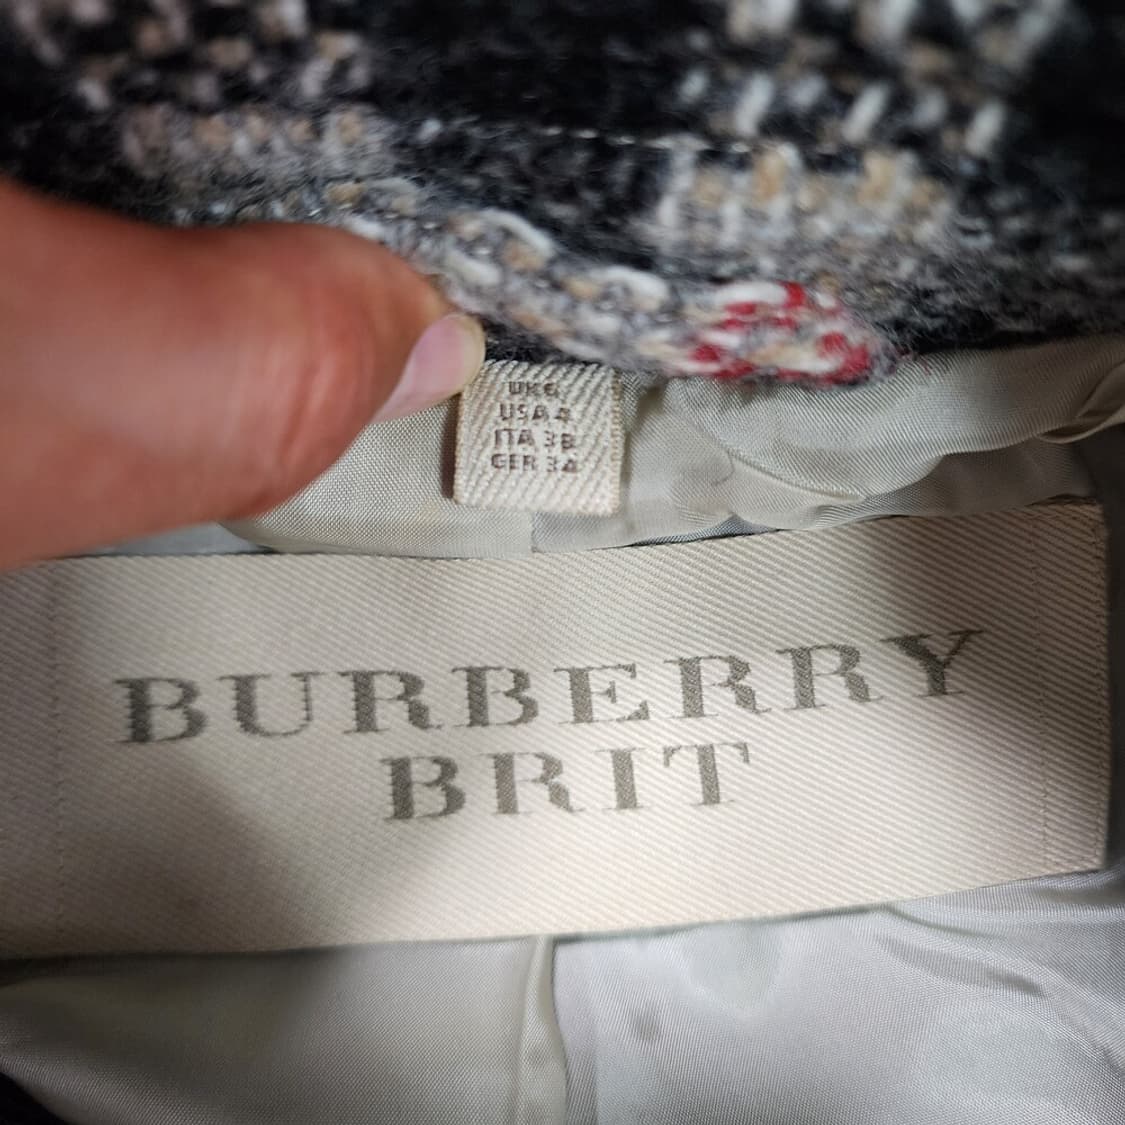 UK 6
USA 4
ITA 38
GER 34
BURBERRY
BRIT